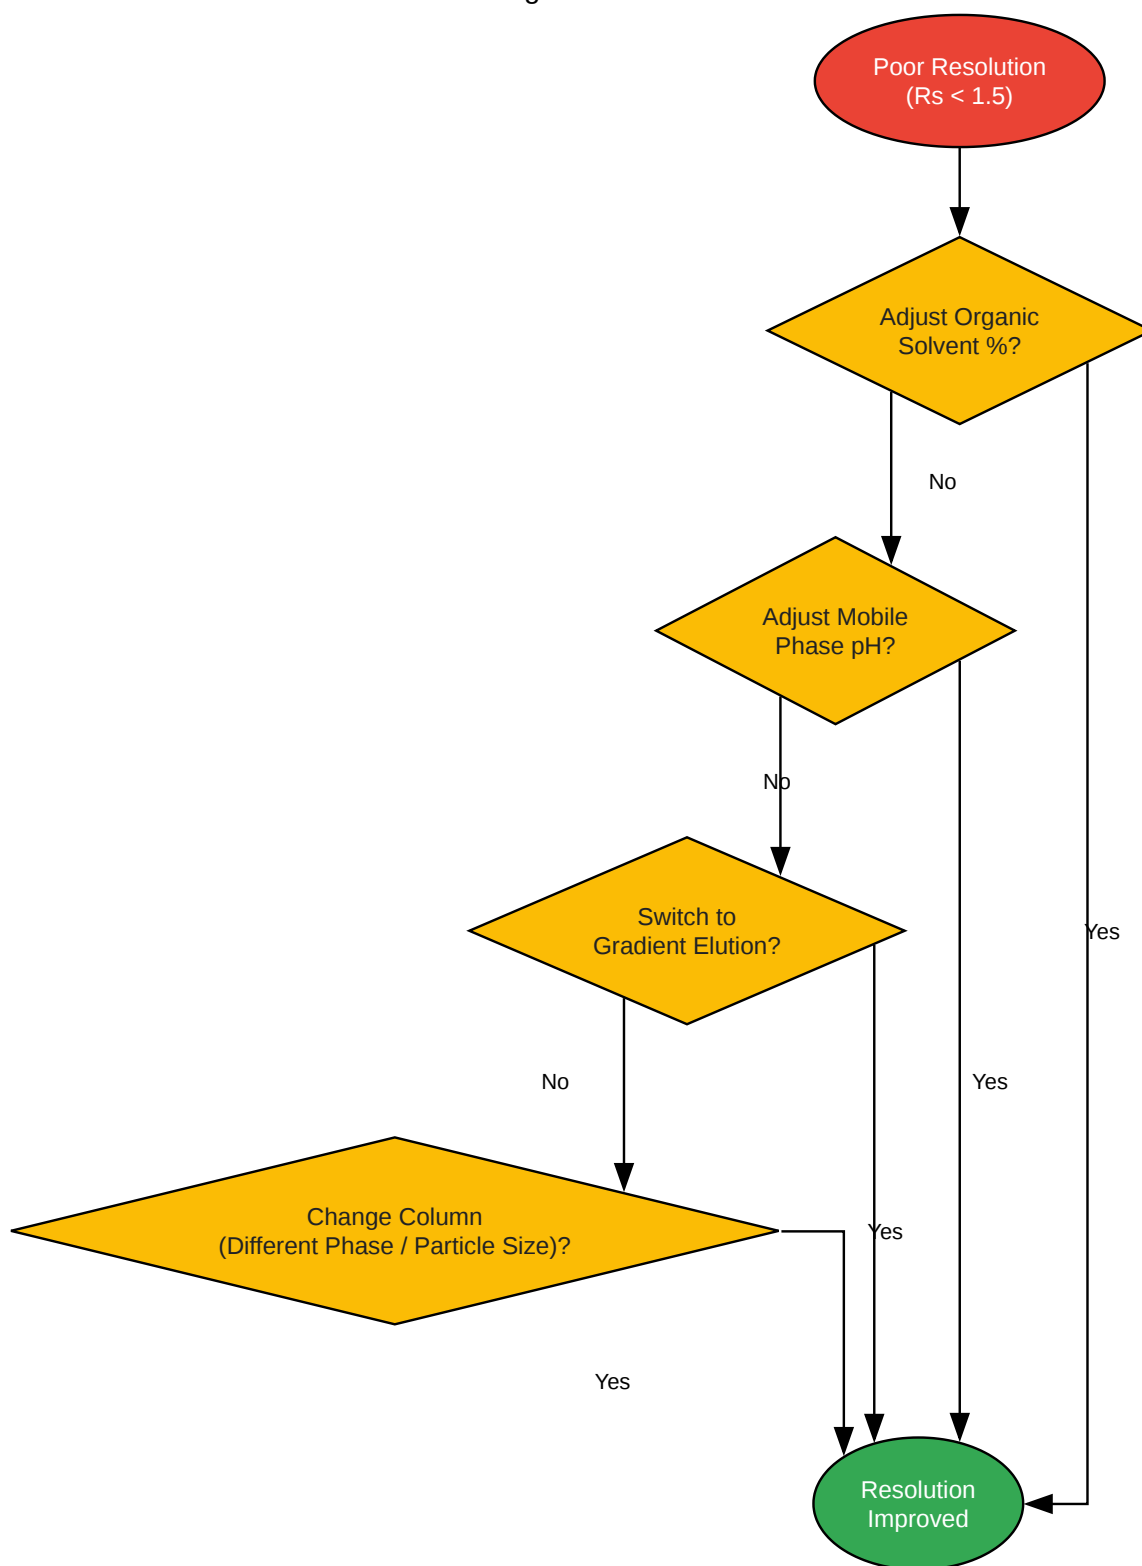 Poor Resolution
(Rs < 1.5)
Adjust Organic
Solvent %?
No
Adjust Mobile
Phase pH?
No
Switch to
Gradient Elution?
Yes
No
Yes
Change Column
(Different Phase / Particle Size)?
Yes
Yes
Resolution
Improved